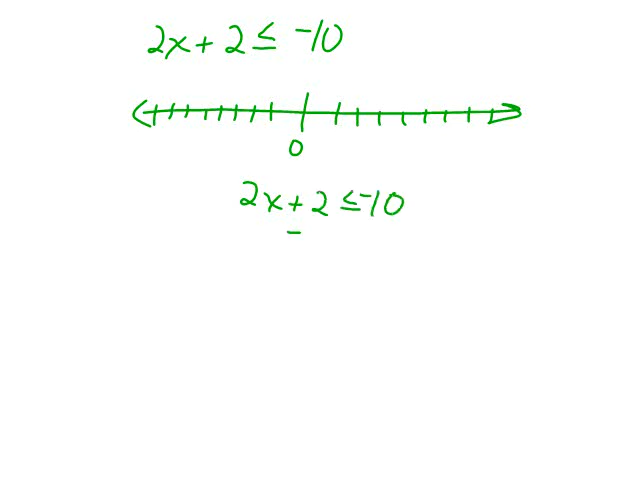 2x + 2 ≤ -10
0
2x + 2 ≤ -10
-